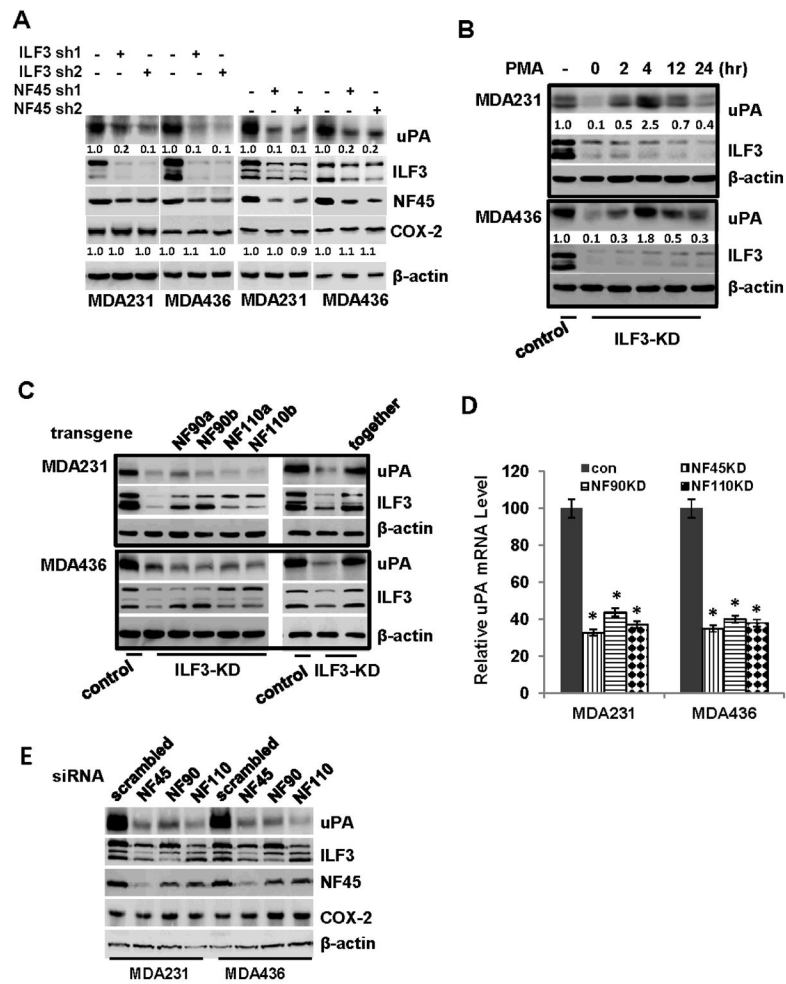 A
ILF3 sh1 - + - - + -
ILF3 sh2 - - + - - +
NF45 sh1 - + - - + -
NF45 sh2 - - + - - +
uPA
1.0 0.2 0.1 1.0 0.1 0.1 1.0 0.1 0.1 1.0 0.2 0.2
ILF3
NF45
COX-2
1.0 1.0 1.0 1.0 1.1 1.0 1.0 1.0 0.9 1.0 1.1 1.1
β-actin
MDA231 MDA436 MDA231 MDA436
B
PMA - 0 2 4 12 24 (hr)
MDA231
uPA
1.0 0.1 0.5 2.5 0.7 0.4
ILF3
β-actin
MDA436
uPA
1.0 0.1 0.3 1.8 0.5 0.3
ILF3
β-actin
control ILF3-KD
C
transgene NF90a NF90b NF110a NF110b together
MDA231
uPA
ILF3
β-actin
MDA436
uPA
ILF3
β-actin
control ILF3-KD control ILF3-KD
D
Relative uPA mRNA Level
120
100
80
60
40
20
0
con NF45KD
NF90KD NF110KD
* * * * * *
MDA231 MDA436
E
siRNA scrambled NF45 NF90 NF110 scrambled NF45 NF90 NF110
uPA
ILF3
NF45
COX-2
β-actin
MDA231 MDA436